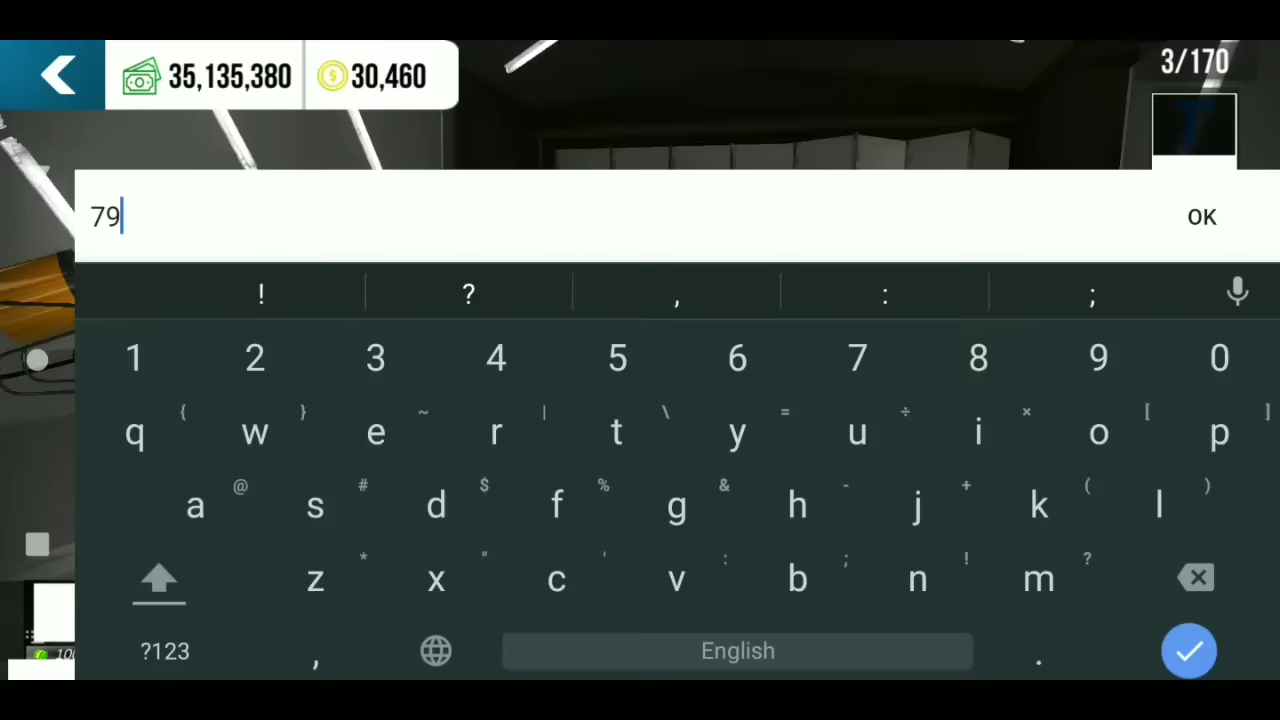 35,135,380 30,460 3/170
T
79 OK
! ? , : ;
1 2 3 4 5 6 7 8 9 0
{ } ~ | \ = ÷ × [ ]
q w e r t y u i o p
@ # $ % & - + ( )
a s d f g h j k l
* " ' : ; ! ?
z x c v b n m
?123 , English .